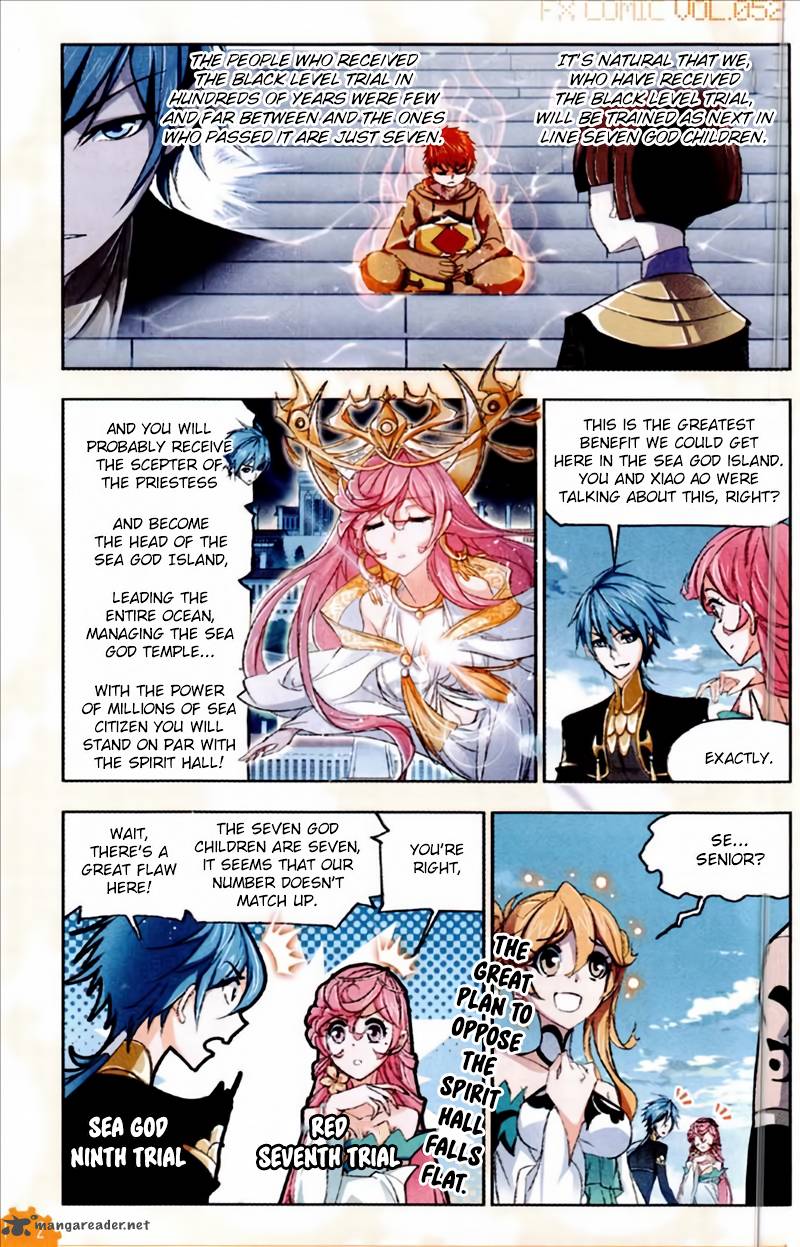 FX COMIC VOL.052
IT'S NATURAL THAT WE,
WHO HAVE RECEIVED
THE BLACK LEVEL TRIAL,
WILL BE TRAINED AS NEXT IN
LINE SEVEN GOD CHILDREN.
THE PEOPLE WHO RECEIVED
THE BLACK LEVEL TRIAL IN
HUNDREDS OF YEARS WERE FEW
AND FAR BETWEEN AND THE ONES
WHO PASSED IT ARE JUST SEVEN.
THIS IS THE GREATEST
BENEFIT WE COULD GET
HERE IN THE SEA GOD ISLAND.
YOU AND XIAO AO WERE
TALKING ABOUT THIS, RIGHT?
EXACTLY.
AND YOU WILL
PROBABLY RECEIVE
THE SCEPTER OF
THE PRIESTESS
AND BECOME
THE HEAD OF THE
SEA GOD ISLAND,
LEADING THE
ENTIRE OCEAN,
MANAGING THE SEA
GOD TEMPLE...
WITH THE POWER
OF MILLIONS OF SEA
CITIZEN YOU WILL
STAND ON PAR WITH
THE SPIRIT HALL!
SE...
SENIOR?
THE
GREAT
PLAN TO
OPPOSE
THE
SPIRIT
HALL
FALLS
FLAT.
YOU'RE
RIGHT,
THE SEVEN GOD
CHILDREN ARE SEVEN,
IT SEEMS THAT OUR
NUMBER DOESN'T
MATCH UP.
WAIT,
THERE'S A
GREAT FLAW
HERE!
RED
SEVENTH TRIAL
SEA GOD
NINTH TRIAL
2
mangareader.net